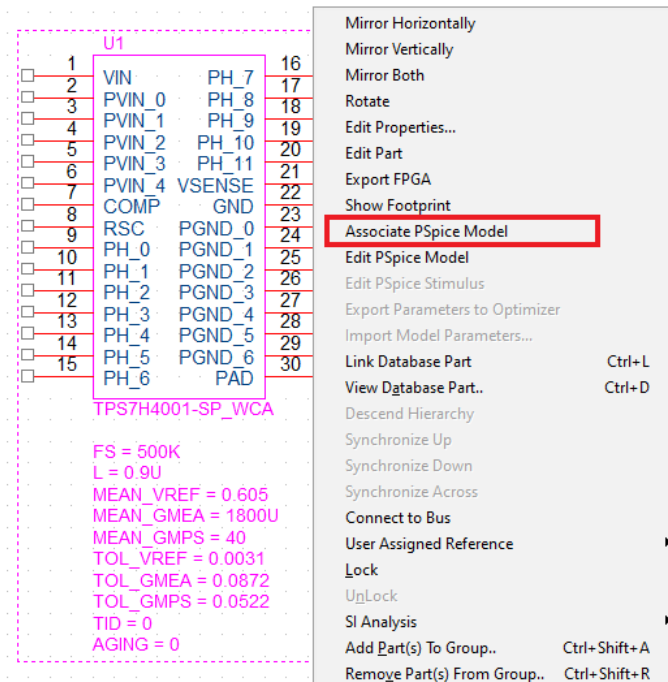 U1
1 VIN PH_7 16
2 PVIN_0 PH_8 17
3 PVIN_1 PH_9 18
4 PVIN_2 PH_10 19
5 PVIN_3 PH_11 20
6 PVIN_4 VSENSE 21
7 COMP GND 22
8 RSC PGND_0 23
9 PH_0 PGND_1 24
10 PH_1 PGND_2 25
11 PH_2 PGND_3 26
12 PH_3 PGND_4 27
13 PH_4 PGND_5 28
14 PH_5 PGND_6 29
15 PH_6 PAD 30
TPS7H4001-SP_WCA
FS = 500K
L = 0.9U
MEAN_VREF = 0.605
MEAN_GMEA = 1800U
MEAN_GMPS = 40
TOL_VREF = 0.0031
TOL_GMEA = 0.0872
TOL_GMPS = 0.0522
TID = 0
AGING = 0
Mirror Horizontally
Mirror Vertically
Mirror Both
Rotate
Edit Properties...
Edit Part
Export FPGA
Show Footprint
Associate PSpice Model
Edit PSpice Model
Edit PSpice Stimulus
Export Parameters to Optimizer
Import Model Parameters...
Link Database Part Ctrl+L
View Database Part.. Ctrl+D
Descend Hierarchy
Synchronize Up
Synchronize Down
Synchronize Across
Connect to Bus
User Assigned Reference
Lock
UnLock
SI Analysis
Add Part(s) To Group.. Ctrl+Shift+A
Remove Part(s) From Group.. Ctrl+Shift+R